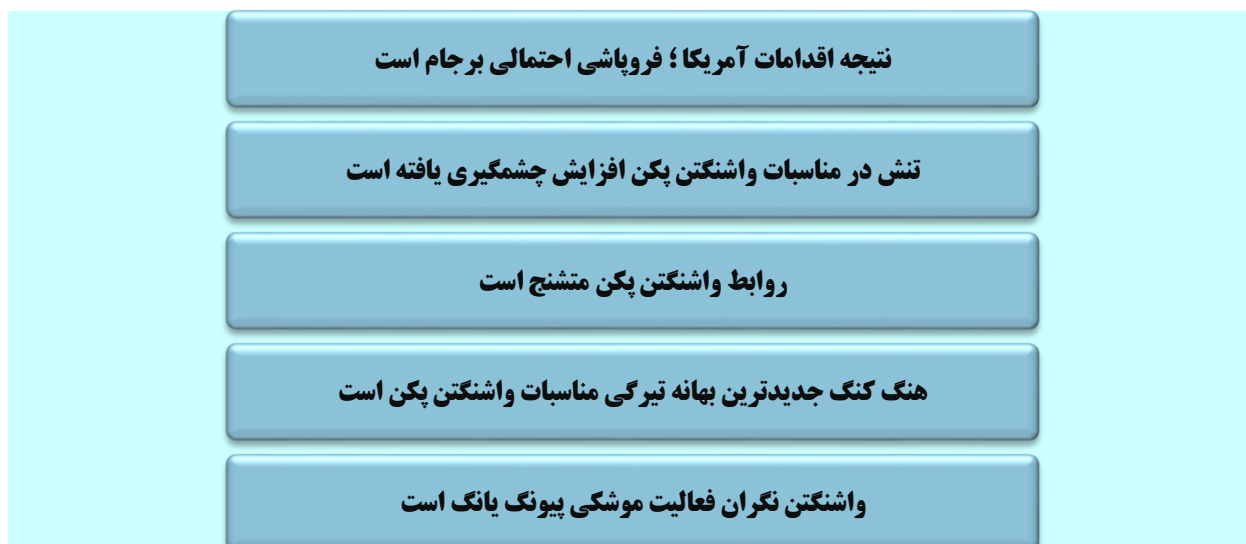 نتیجه اقدامات آمریکا ؛ فروپاشی احتمالی برجام است
تنش در مناسبات واشنگتن پکن افزایش چشمگیری یافته است
روابط واشنگتن پکن متشنج است
هنگ کنگ جدیدترین بهانه تیرگی مناسبات واشنگتن پکن است
واشنگتن نگران فعالیت موشکی پیونگ یانگ است